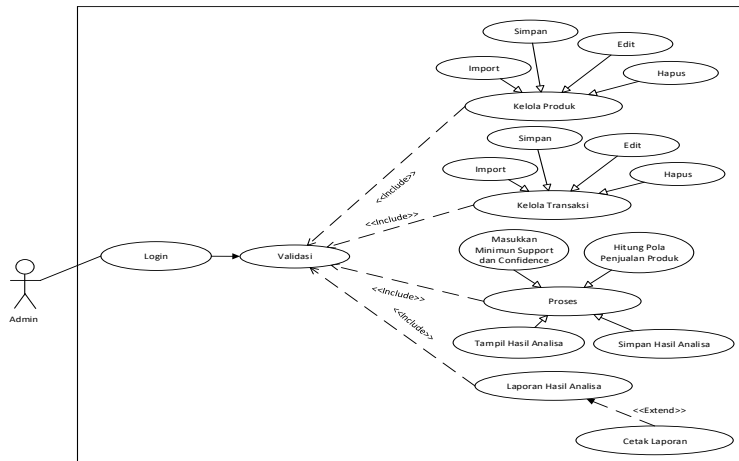 Simpan
Edit
Import
Hapus
Kelola Produk
Simpan
Edit
Import
Hapus
<<Include>>
Kelola Transaksi
<<Include>>
Masukkan
Minimun Support
dan Confidence
Hitung Pola
Penjualan Produk
Login
Validasi
Admin
<<Include>>
Proses
<<Include>>
Tampil Hasil Analisa
Simpan Hasil Analisa
Laporan Hasil Analisa
<<Extend>>
Cetak Laporan